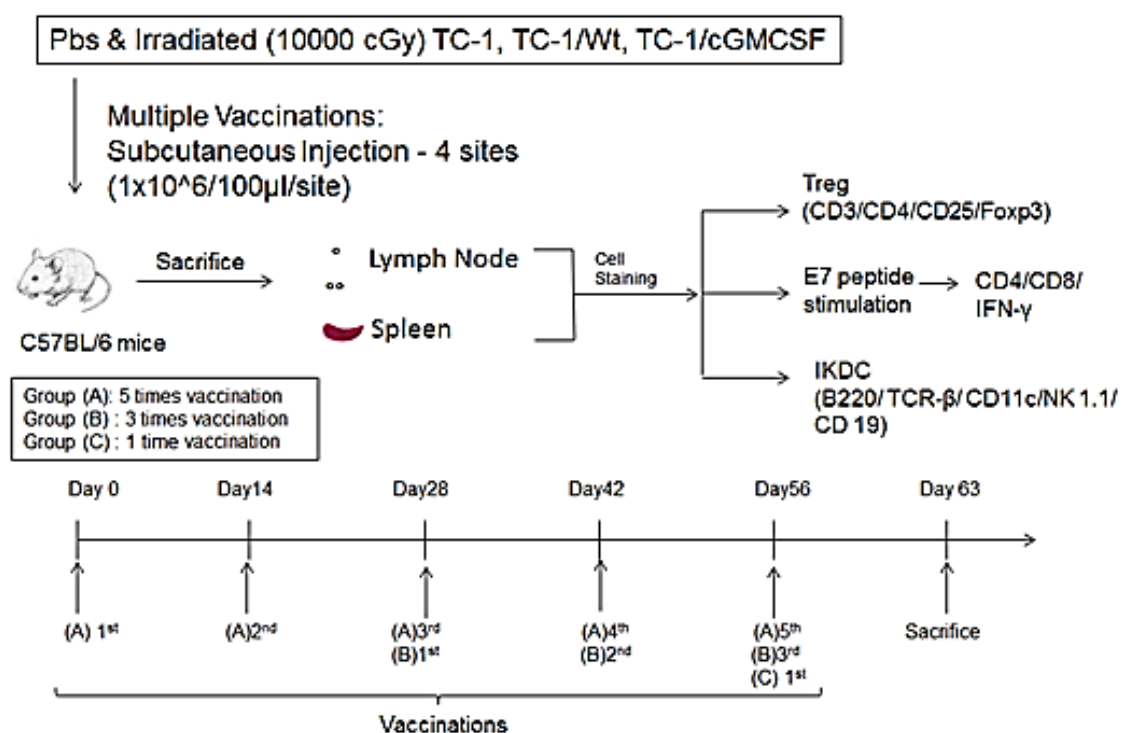 Pbs & Irradiated (10000 cGy) TC-1, TC-1/Wt, TC-1/cGMCSF
Multiple Vaccinations:
Subcutaneous Injection - 4 sites
(1x10^6/100µl/site)
Sacrifice
Lymph Node
Spleen
C57BL/6 mice
Cell
Staining
Treg
(CD3/CD4/CD25/Foxp3)
E7 peptide
stimulation
CD4/CD8/
IFN-γ
IKDC
(B220/ TCR-β/ CD11c/NK 1.1/
CD 19)
Group (A): 5 times vaccination
Group (B) : 3 times vaccination
Group (C) : 1 time vaccination
Day 0
Day14
Day28
Day42
Day56
Day 63
(A) 1st
(A)2nd
(A)3rd
(B)1st
(A)4th
(B)2nd
(A)5th
(B)3rd
(C) 1st
Sacrifice
Vaccinations